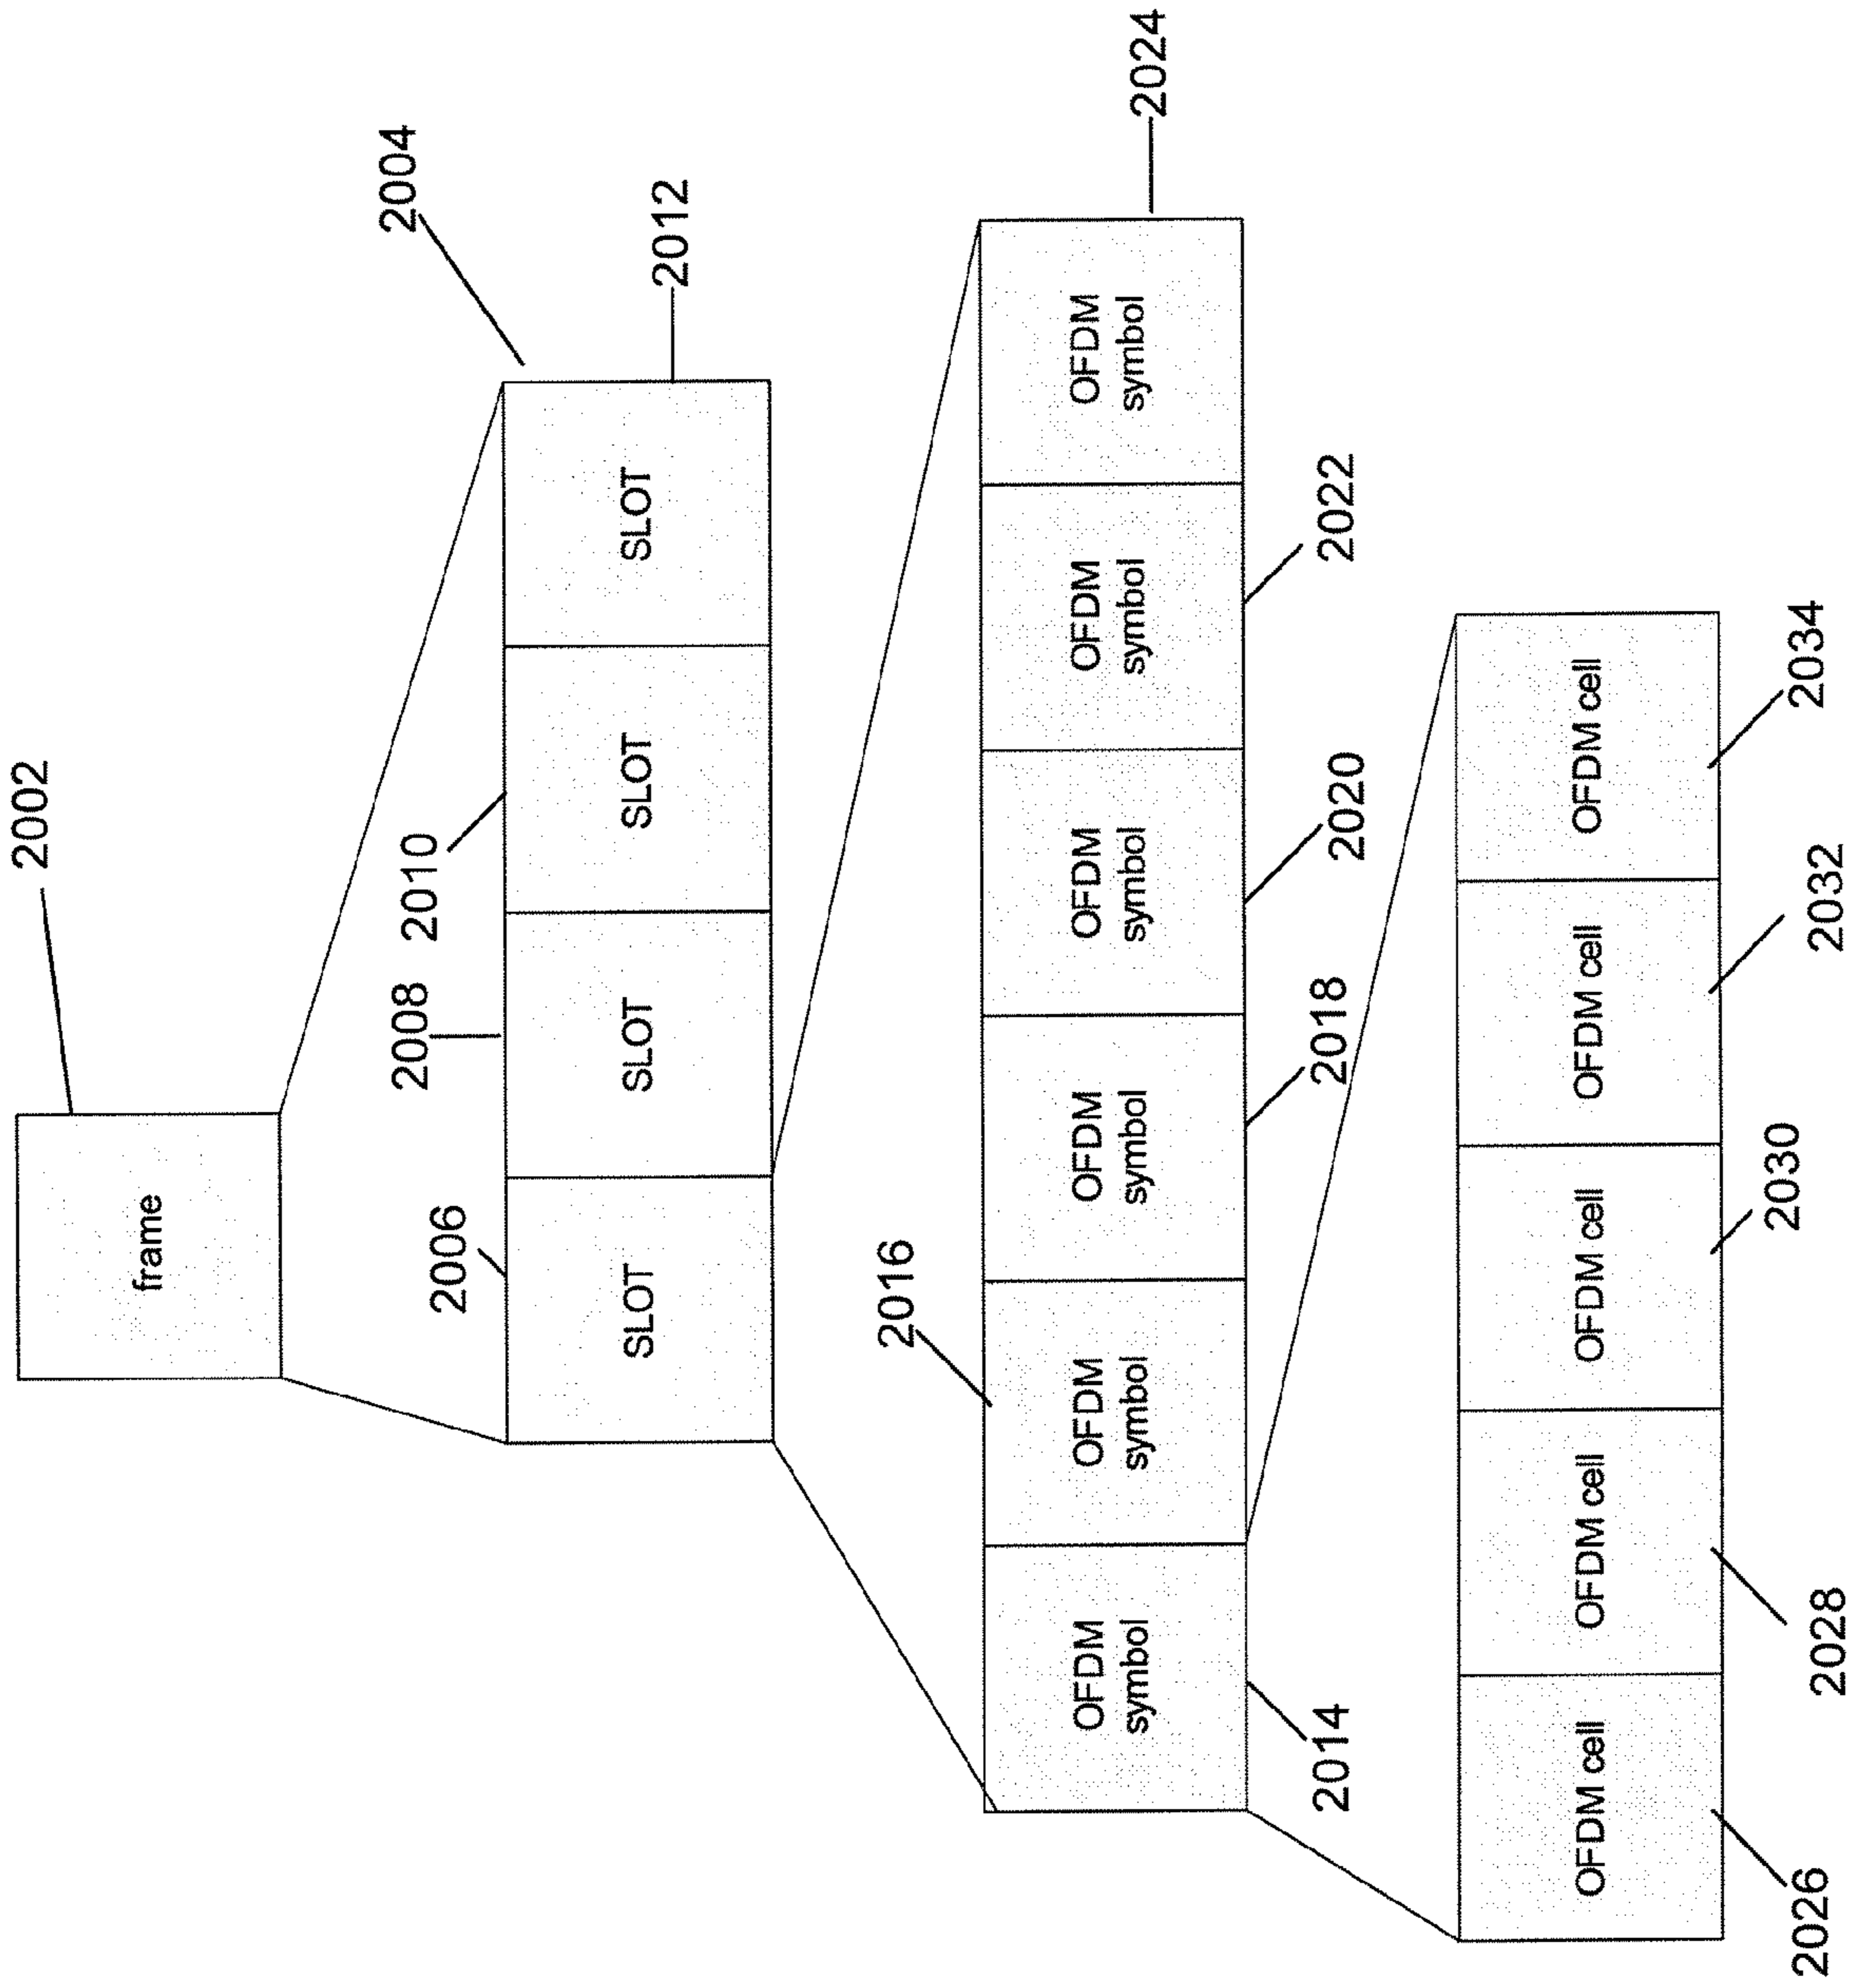 2002
frame
2004
2006
2008
2010
SLOT
SLOT
SLOT
SLOT
2012
2016
OFDM
symbol
OFDM
symbol
OFDM
symbol
OFDM
symbol
OFDM
symbol
OFDM
symbol
2024
2014
2018
2020
2022
OFDM cell
OFDM cell
OFDM cell
OFDM cell
OFDM cell
2026
2028
2030
2032
2034